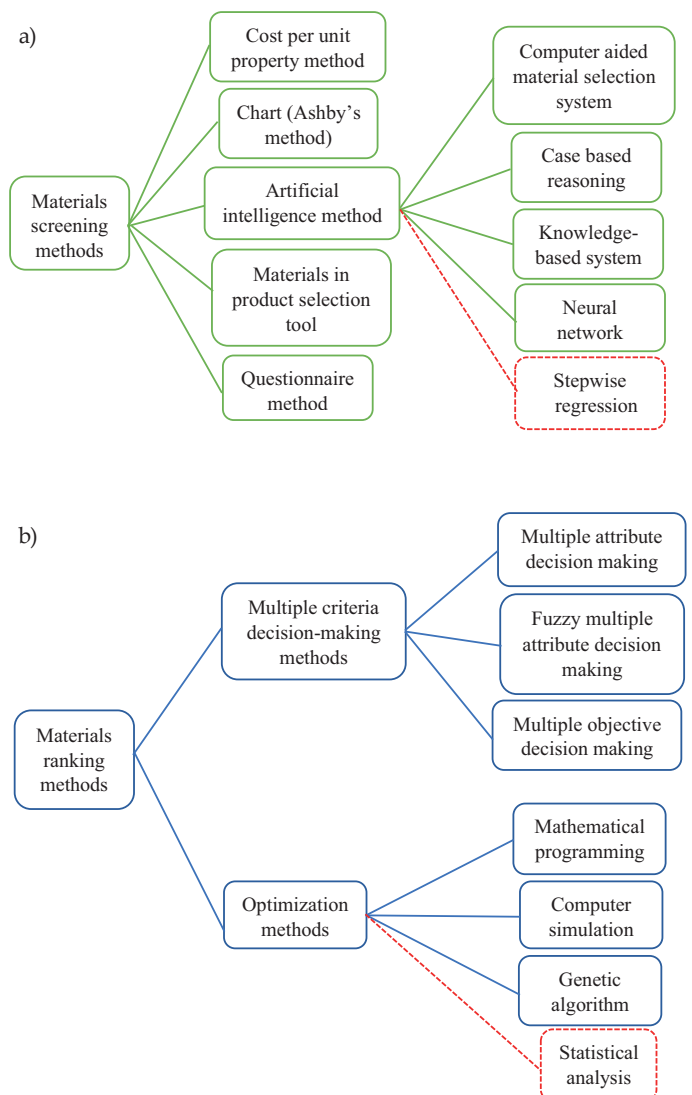 a)
Materials
screening
methods
Cost per unit
property method
Chart (Ashby's
method)
Artificial
intelligence method
Materials in
product selection
tool
Questionnaire
method
Computer aided
material selection
system
Case based
reasoning
Knowledge-
based system
Neural
network
Stepwise
regression
b)
Materials
ranking
methods
Multiple criteria
decision-making
methods
Multiple attribute
decision making
Fuzzy multiple
attribute decision
making
Multiple objective
decision making
Optimization
methods
Mathematical
programming
Computer
simulation
Genetic
algorithm
Statistical
analysis